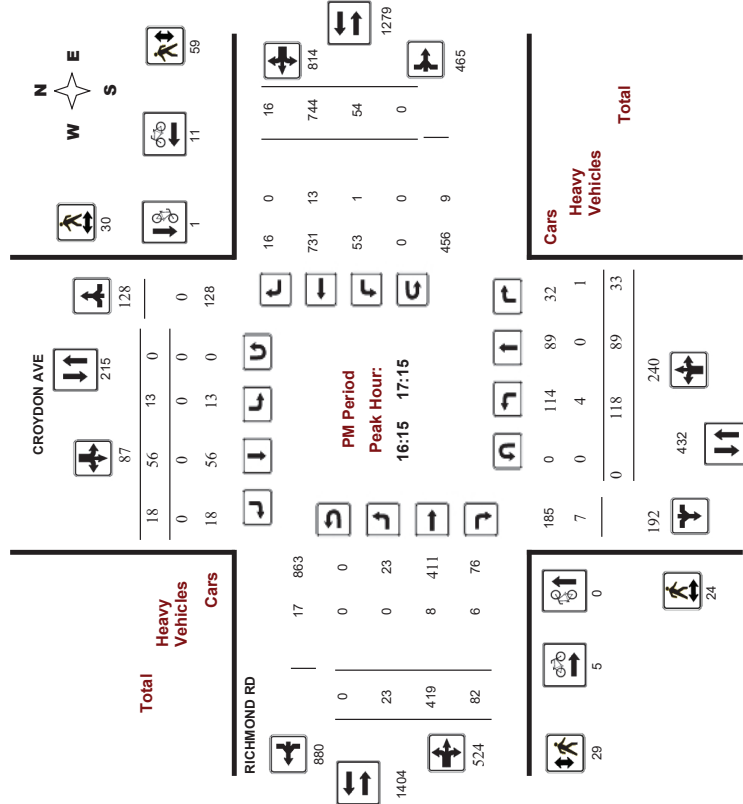 N
W E
S
59
11
30
1
CROYDON AVE
215
128
87
18 56 13 0
0 0 0 0 0
18 56 13 0 128
Total
Heavy
Vehicles
Cars
RICHMOND RD
880
1404
524
17 863
0 0 0
23 0 23
419 8 411
82 6 76
PM Period
Peak Hour:
16:15 17:15
814
1279
465
16 0 16
731 13 744
53 1 54
0 0 0
456 9
Cars
Heavy
Vehicles
Total
185 0 114 89 32
7 0 4 0 1
192 0 118 89 33
240
432
29
5
0
24